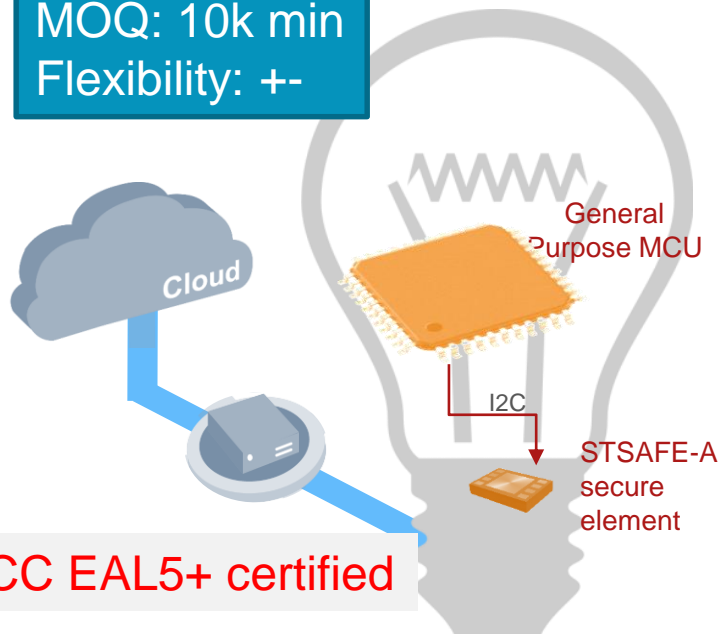 MOQ: 10k min
Flexibility: +-
General
Purpose MCU
Cloud
I2C
STSAFE-A
secure
element
CC EAL5+ certified